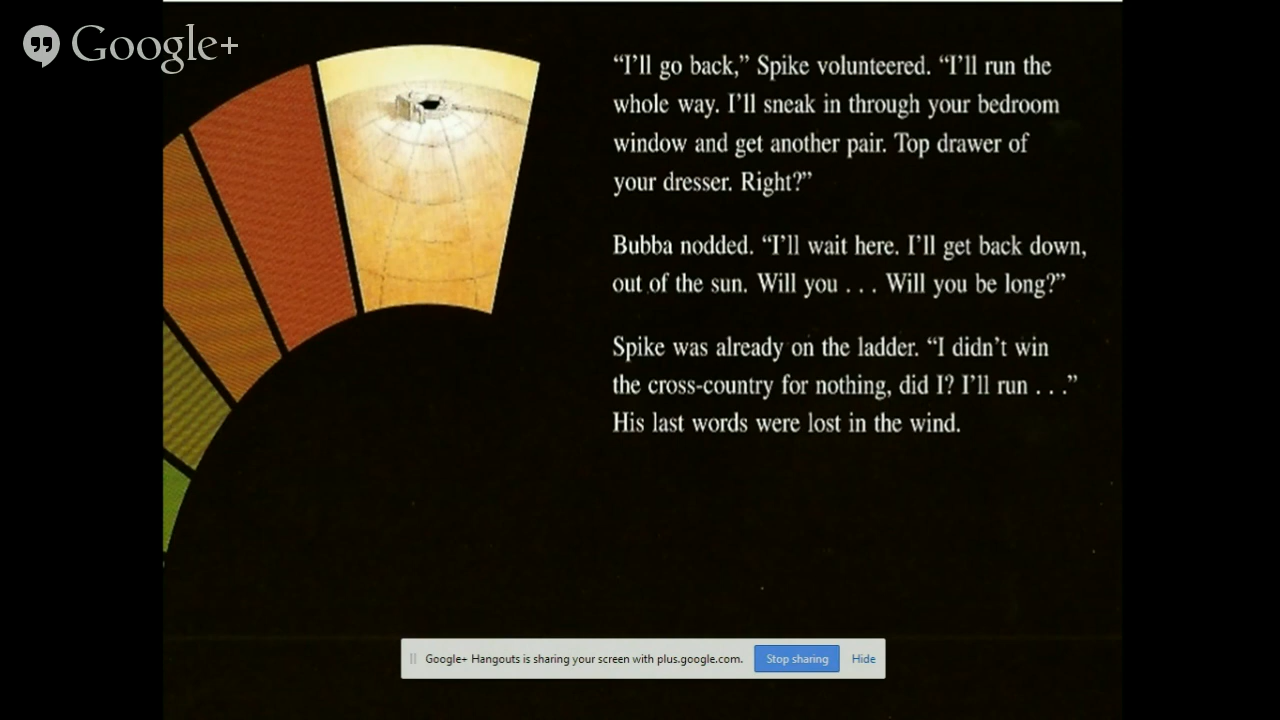 Google+
“I’ll go back,” Spike volunteered. “I’ll run the
whole way. I’ll sneak in through your bedroom
window and get another pair. Top drawer of
your dresser. Right?”
Bubba nodded. “I’ll wait here. I’ll get back down,
out of the sun. Will you . . . Will you be long?”
Spike was already on the ladder. “I didn’t win
the cross-country for nothing, did I? I’ll run . . .”
His last words were lost in the wind.
Google+ Hangouts is sharing your screen with plus.google.com.
Stop sharing
Hide